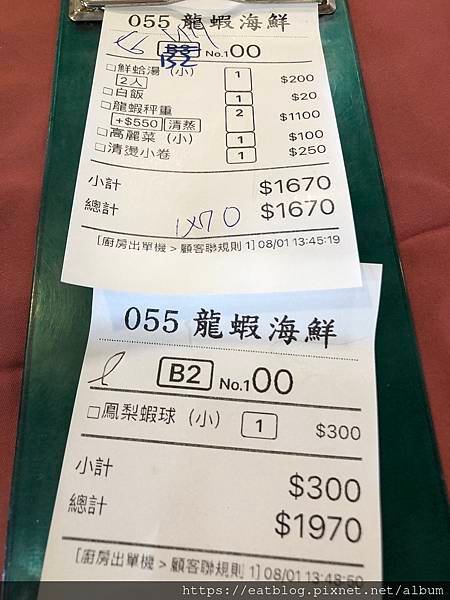 055 龍蝦海鮮
B3 No.100
B2
□鮮蛤湯（小） 1 $200
2人
□白飯 1 $20
□龍蝦秤重 2 $1100
+$550 清蒸
□高麗菜（小） 1 $100
□清燙小卷 1 $250
小計 $1670
總計 $1670
1X70
[廚房出單機 > 顧客聯規則 1] 08/01 13:45:19
055 龍蝦海鮮
B2 No.100
□鳳梨蝦球（小） 1 $300
小計 $300
總計 $1970
[廚房出單機 > 顧客聯規則 1] 08/01 13:48:50
https://eatblog.pixnet.net/album